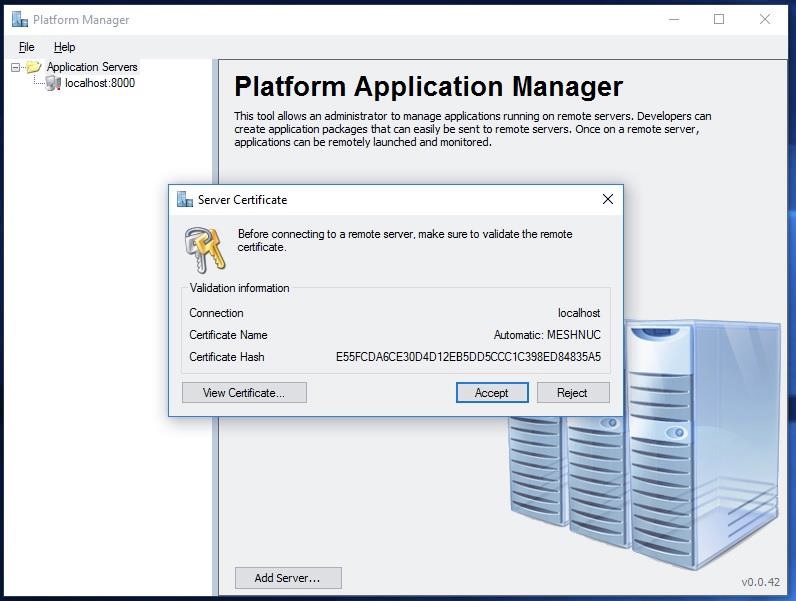 Platform Manager
File Help
Application Servers
localhost:8000
Platform Application Manager
This tool allows an administrator to manage applications running on remote servers. Developers can
create application packages that can easily be sent to remote servers. Once on a remote server,
applications can be remotely launched and monitored.
Server Certificate
Before connecting to a remote server, make sure to validate the remote
certificate.
Validation information
Connection localhost
Certificate Name Automatic: MESHNUC
Certificate Hash E55FCDA6CE30D4D12EB5DD5CCC1C398ED84835A5
View Certificate... Accept Reject
Add Server...
v0.0.42